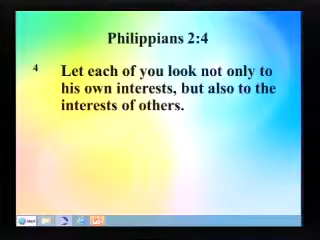 Philippians 2:4
4 Let each of you look not only to
his own interests, but also to the
interests of others.